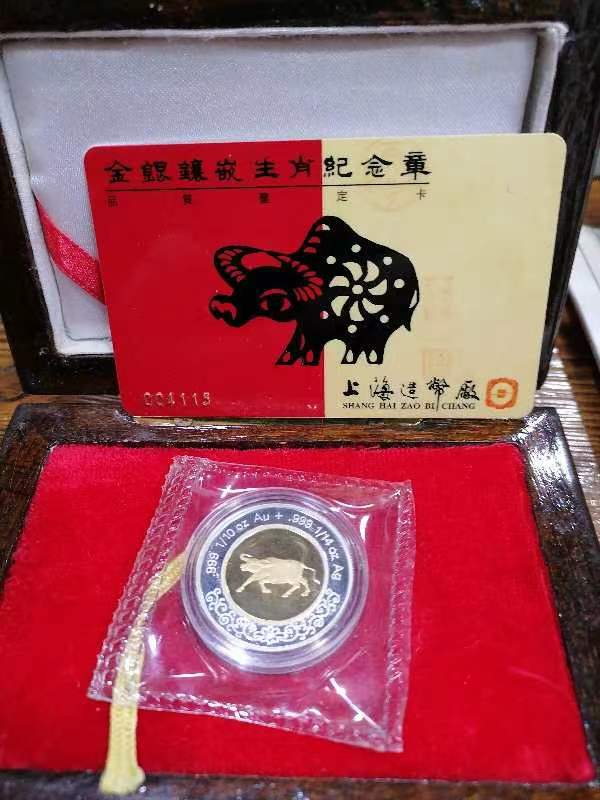 金銀鑲嵌生肖紀念章
品質鑒定卡
004115
上海造幣廠
SHANG HAI ZAO BI CHANG
.999 1/10 oz Au + .999 1/14 oz Ag